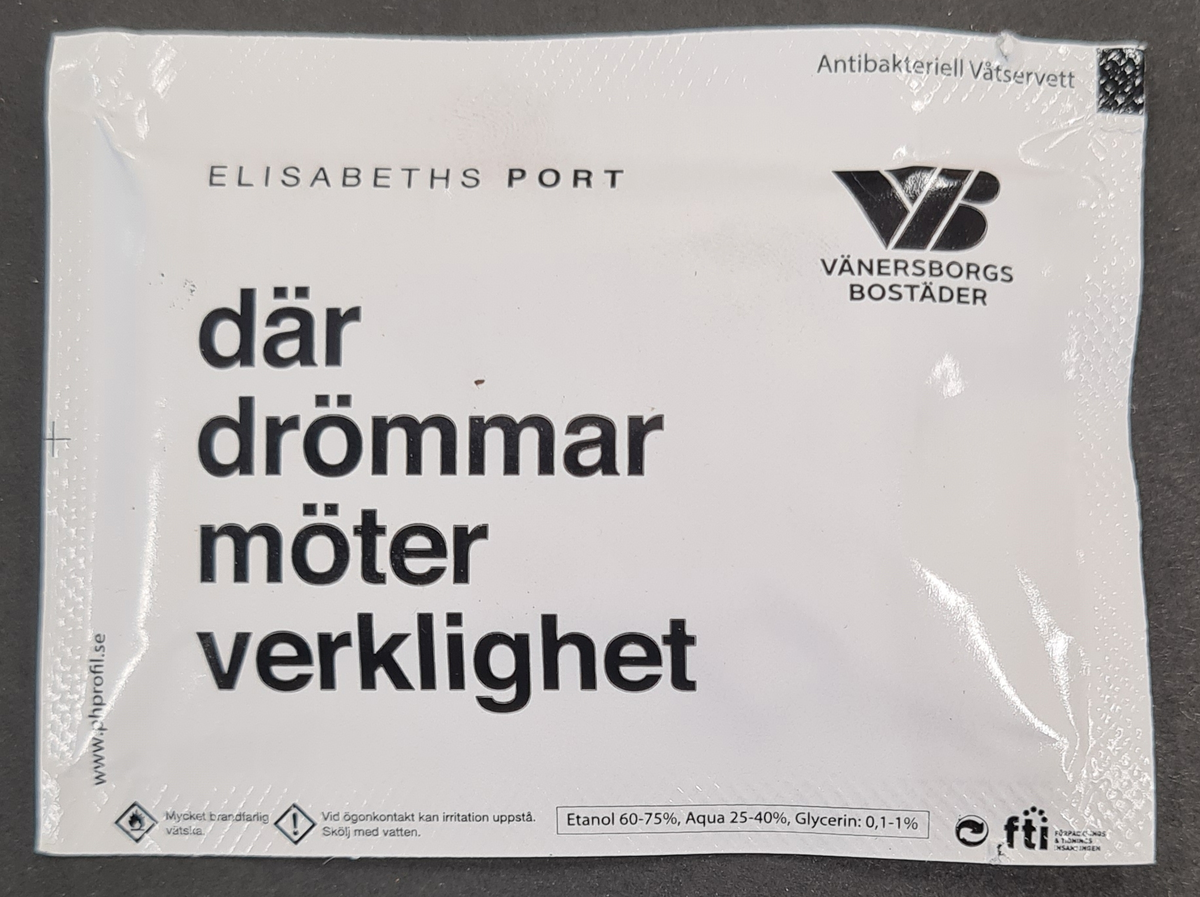 Antibakteriell Våtservett
ELISABETHS PORT
VB
VÄNERSBORGS
BOSTÄDER
där
drömmar
möter
verklighet
www.phprofil.se
Mycket brandfarlig
vätska.
Vid ögonkontakt kan irritation uppstå.
Skölj med vatten.
Etanol 60-75%, Aqua 25-40%, Glycerin: 0,1-1%
fti